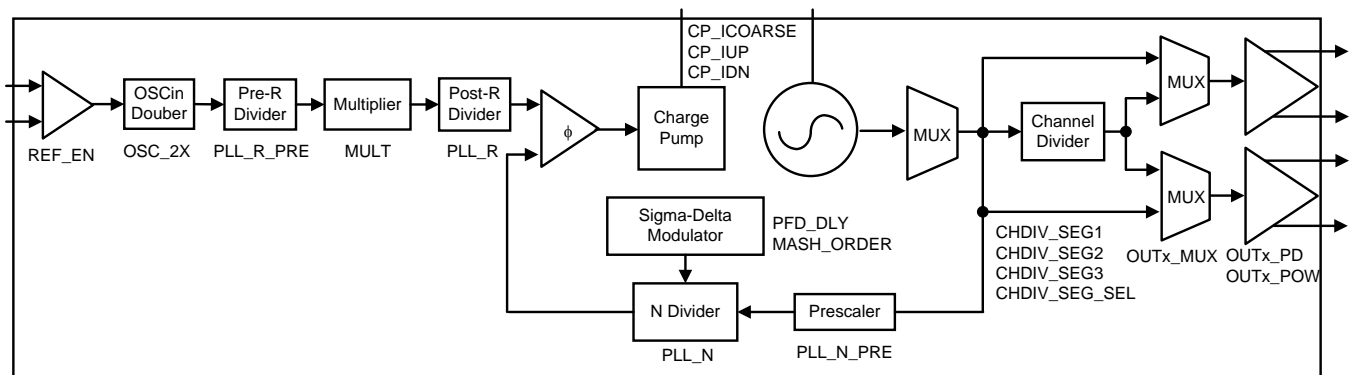 CP_ICOARSE
CP_IUP
CP_IDN
OSCin
Douber
Pre-R
Divider
Multiplier
Post-R
Divider
ϕ
Charge
Pump
MUX
Channel
Divider
MUX
MUX
REF_EN
OSC_2X
PLL_R_PRE
MULT
PLL_R
Sigma-Delta
Modulator
PFD_DLY
MASH_ORDER
CHDIV_SEG1
CHDIV_SEG2
CHDIV_SEG3
CHDIV_SEG_SEL
OUTx_MUX
OUTx_PD
OUTx_POW
N Divider
Prescaler
PLL_N
PLL_N_PRE